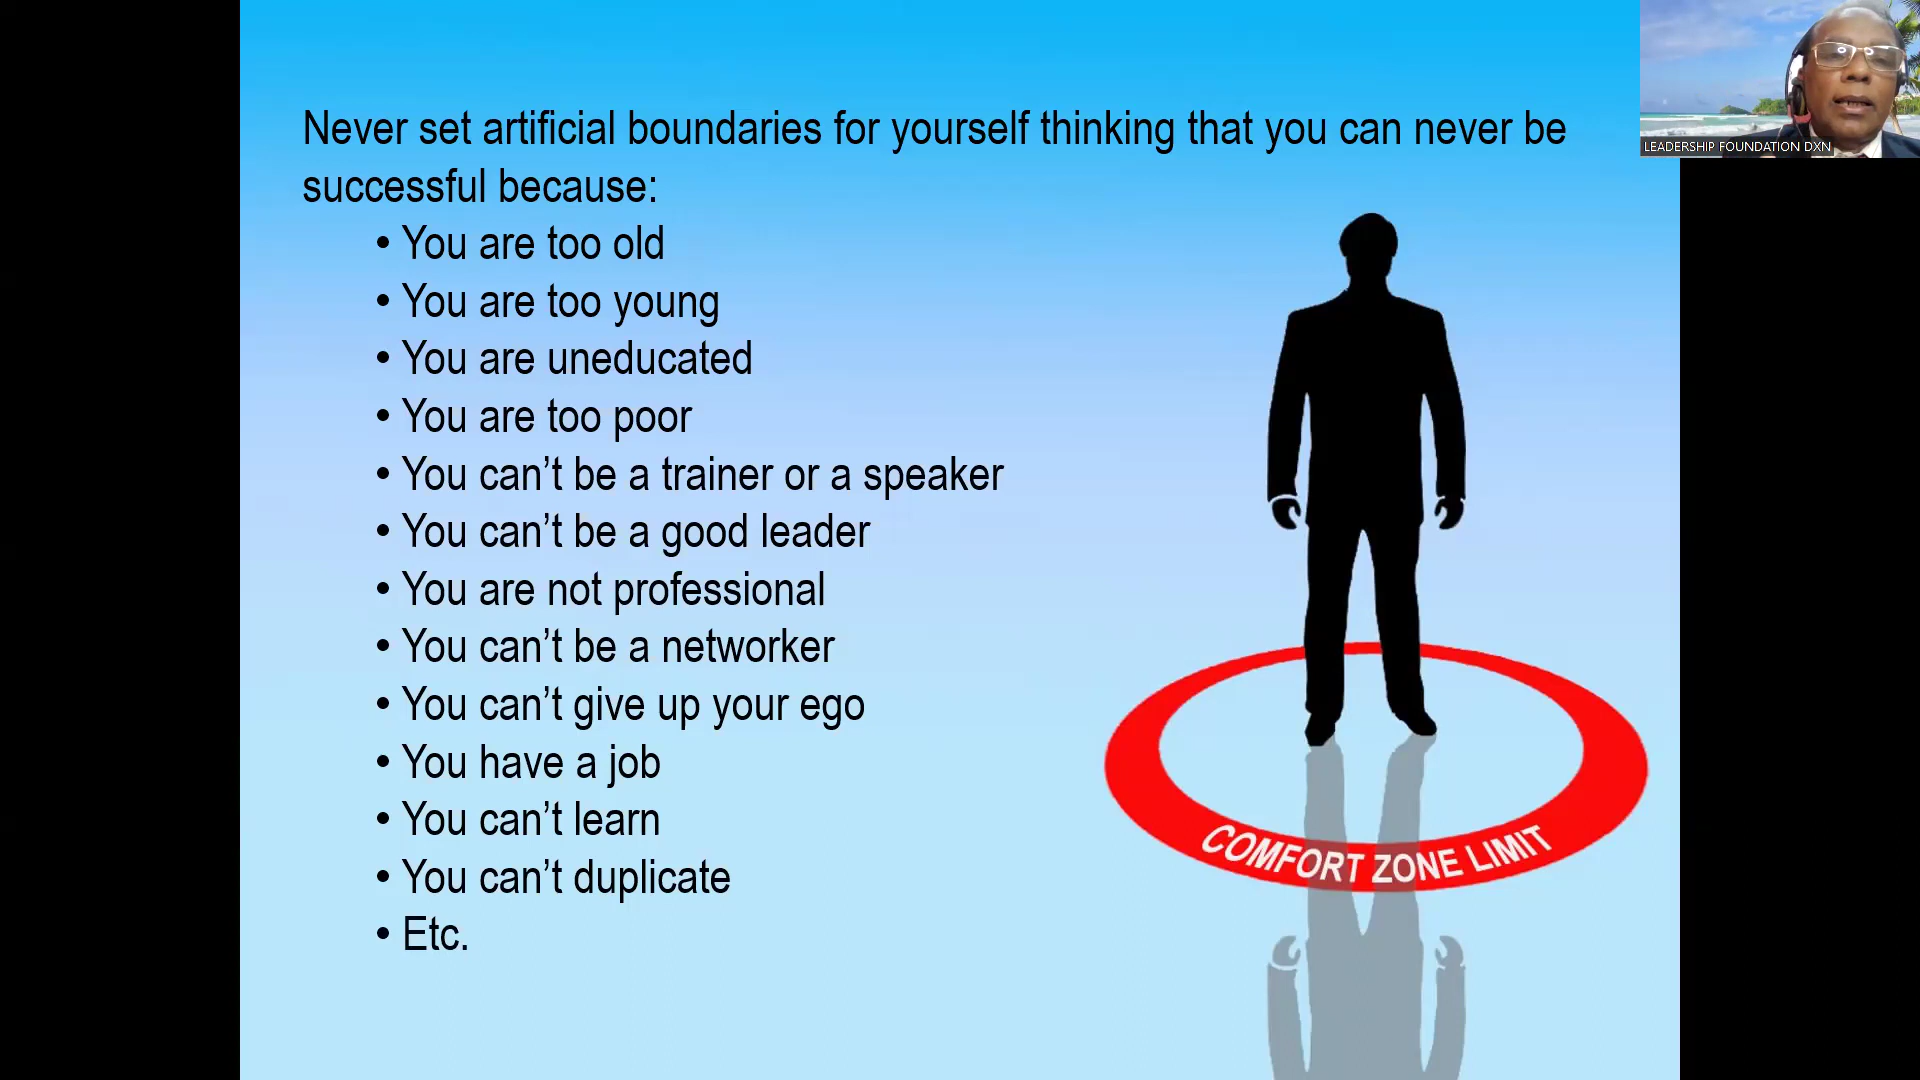 Never set artificial boundaries for yourself thinking that you can never be
successful because:
• You are too old
• You are too young
• You are uneducated
• You are too poor
• You can’t be a trainer or a speaker
• You can’t be a good leader
• You are not professional
• You can’t be a networker
• You can’t give up your ego
• You have a job
• You can’t learn
• You can’t duplicate
• Etc.
COMFORT ZONE LIMIT
LEADERSHIP FOUNDATION DXN